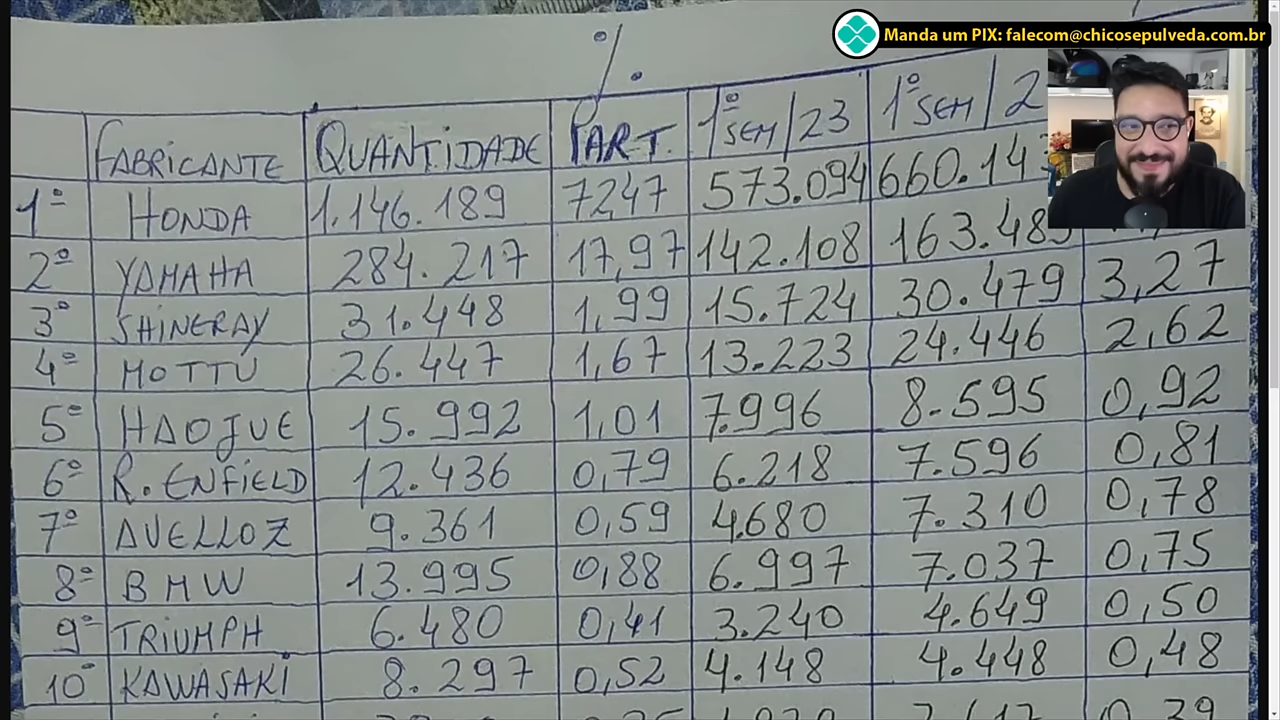 Manda um PIX: falecom@chicosepulveda.com.br
%
FABRICANTE QUANTIDADE PART. 1º SEM/23 1º SEM/2
1º HONDA 1.146.189 7247 573.094 660.14
2º YAMAHA 284.217 17,97 142.108 163.48
3º SHINERAY 31.448 1,99 15.724 30.479 3,27
4º MOTTU 26.447 1,67 13.223 24.446 2,62
5º HAOJUE 15.992 1,01 7.996 8.595 0,92
6º R. ENFIELD 12.436 0,79 6.218 7.596 0,81
7º AVELLOZ 9.361 0,59 4.680 7.310 0,78
8º BMW 13.995 0,88 6.997 7.037 0,75
9º TRIUMPH 6.480 0,41 3.240 4.649 0,50
10º KAWASAKI 8.297 0,52 4.148 4.448 0,48
0,39